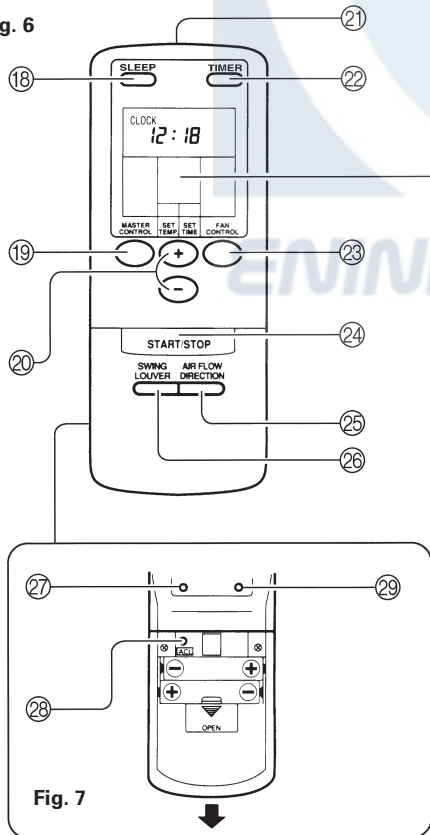 g. 6
㉑
SLEEP TIMER
⑱ ㉒
CLOCK
12:18
MASTER CONTROL SET TEMP. SET TIME FAN CONTROL
⑲ + ㉓
ENINI
−
⑳
㉔
START/STOP
SWING LOUVER AIR FLOW DIRECTION
㉕
㉖
㉗ ㉙
㉘
ACL
− +
+ −
OPEN
Fig. 7